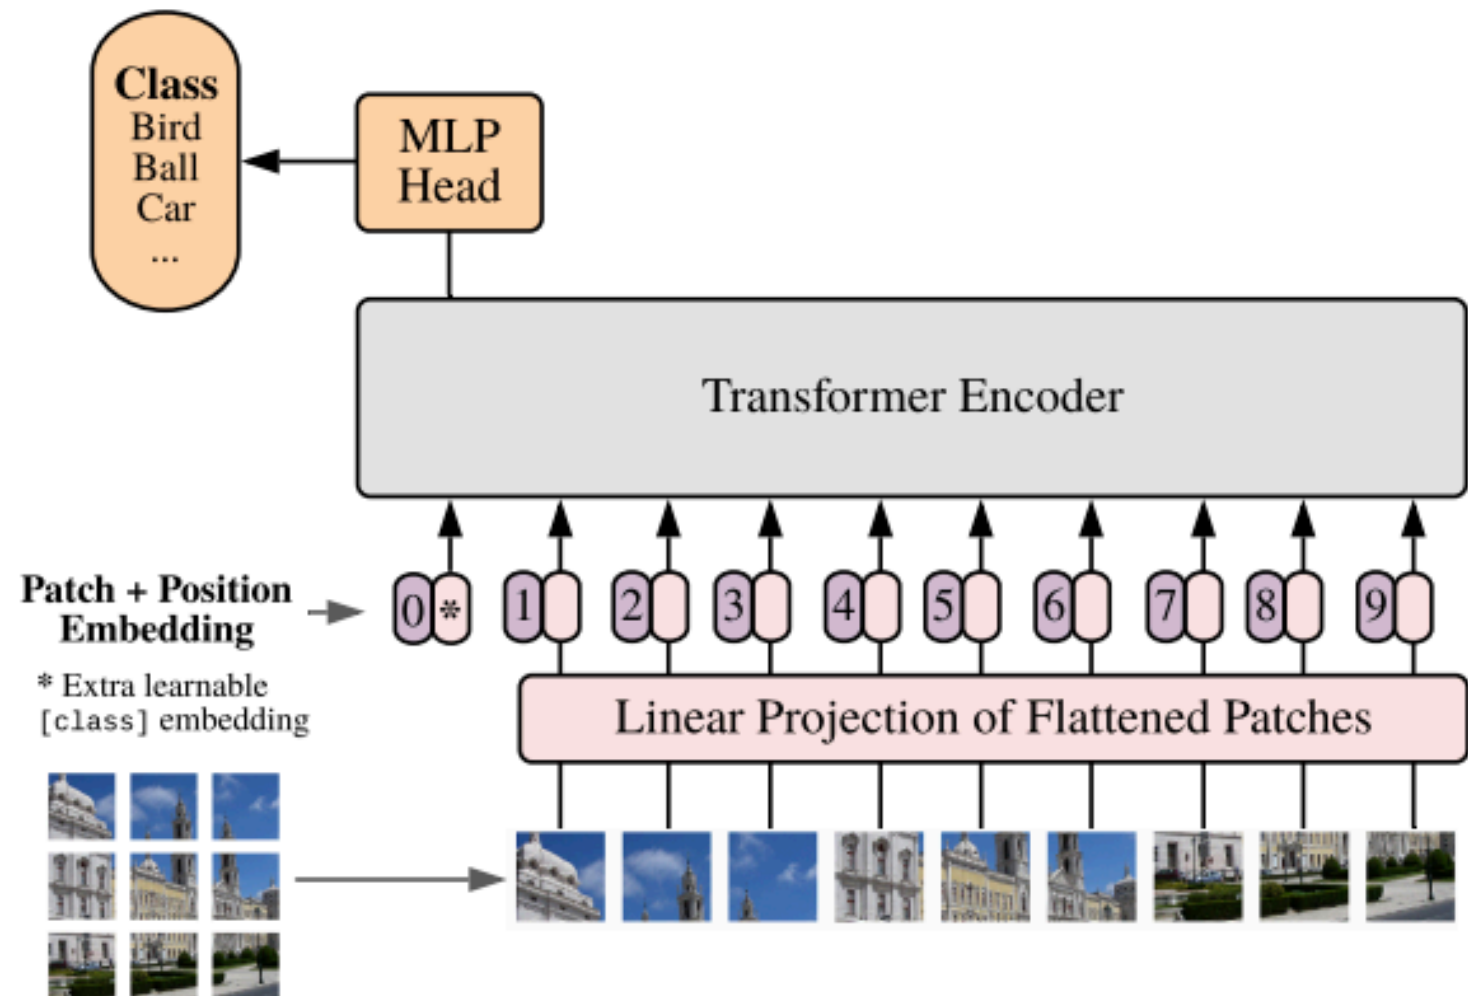 Class
Bird
Ball
Car
...
MLP
Head
Transformer Encoder
Patch + Position
Embedding
0 * 1 2 3 4 5 6 7 8 9
* Extra learnable
[class] embedding
Linear Projection of Flattened Patches